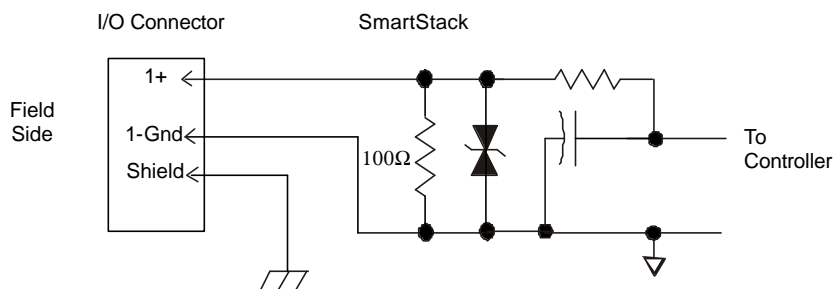 I/O Connector
SmartStack
1+
Field
Side
1-Gnd
Shield
100Ω
To
Controller